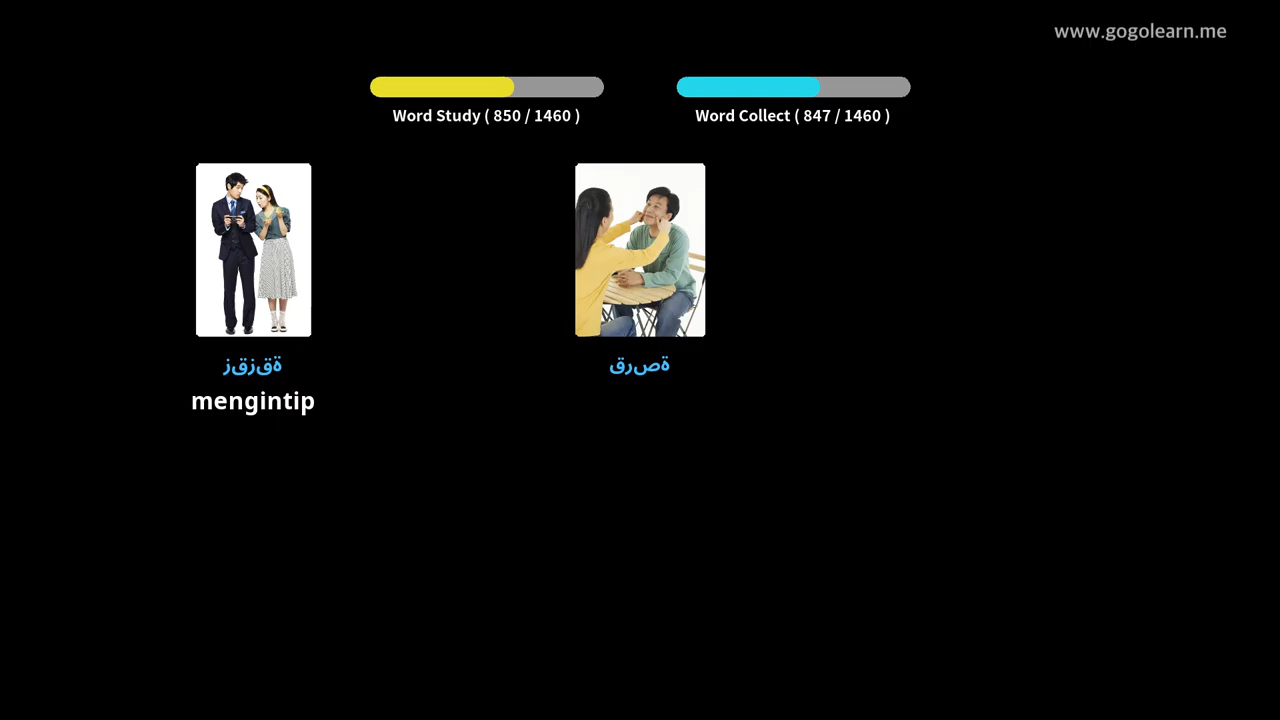 www.gogolearn.me
Word Study ( 850 / 1460 )
Word Collect ( 847 / 1460 )
ةقزقز
ةصرق
mengintip